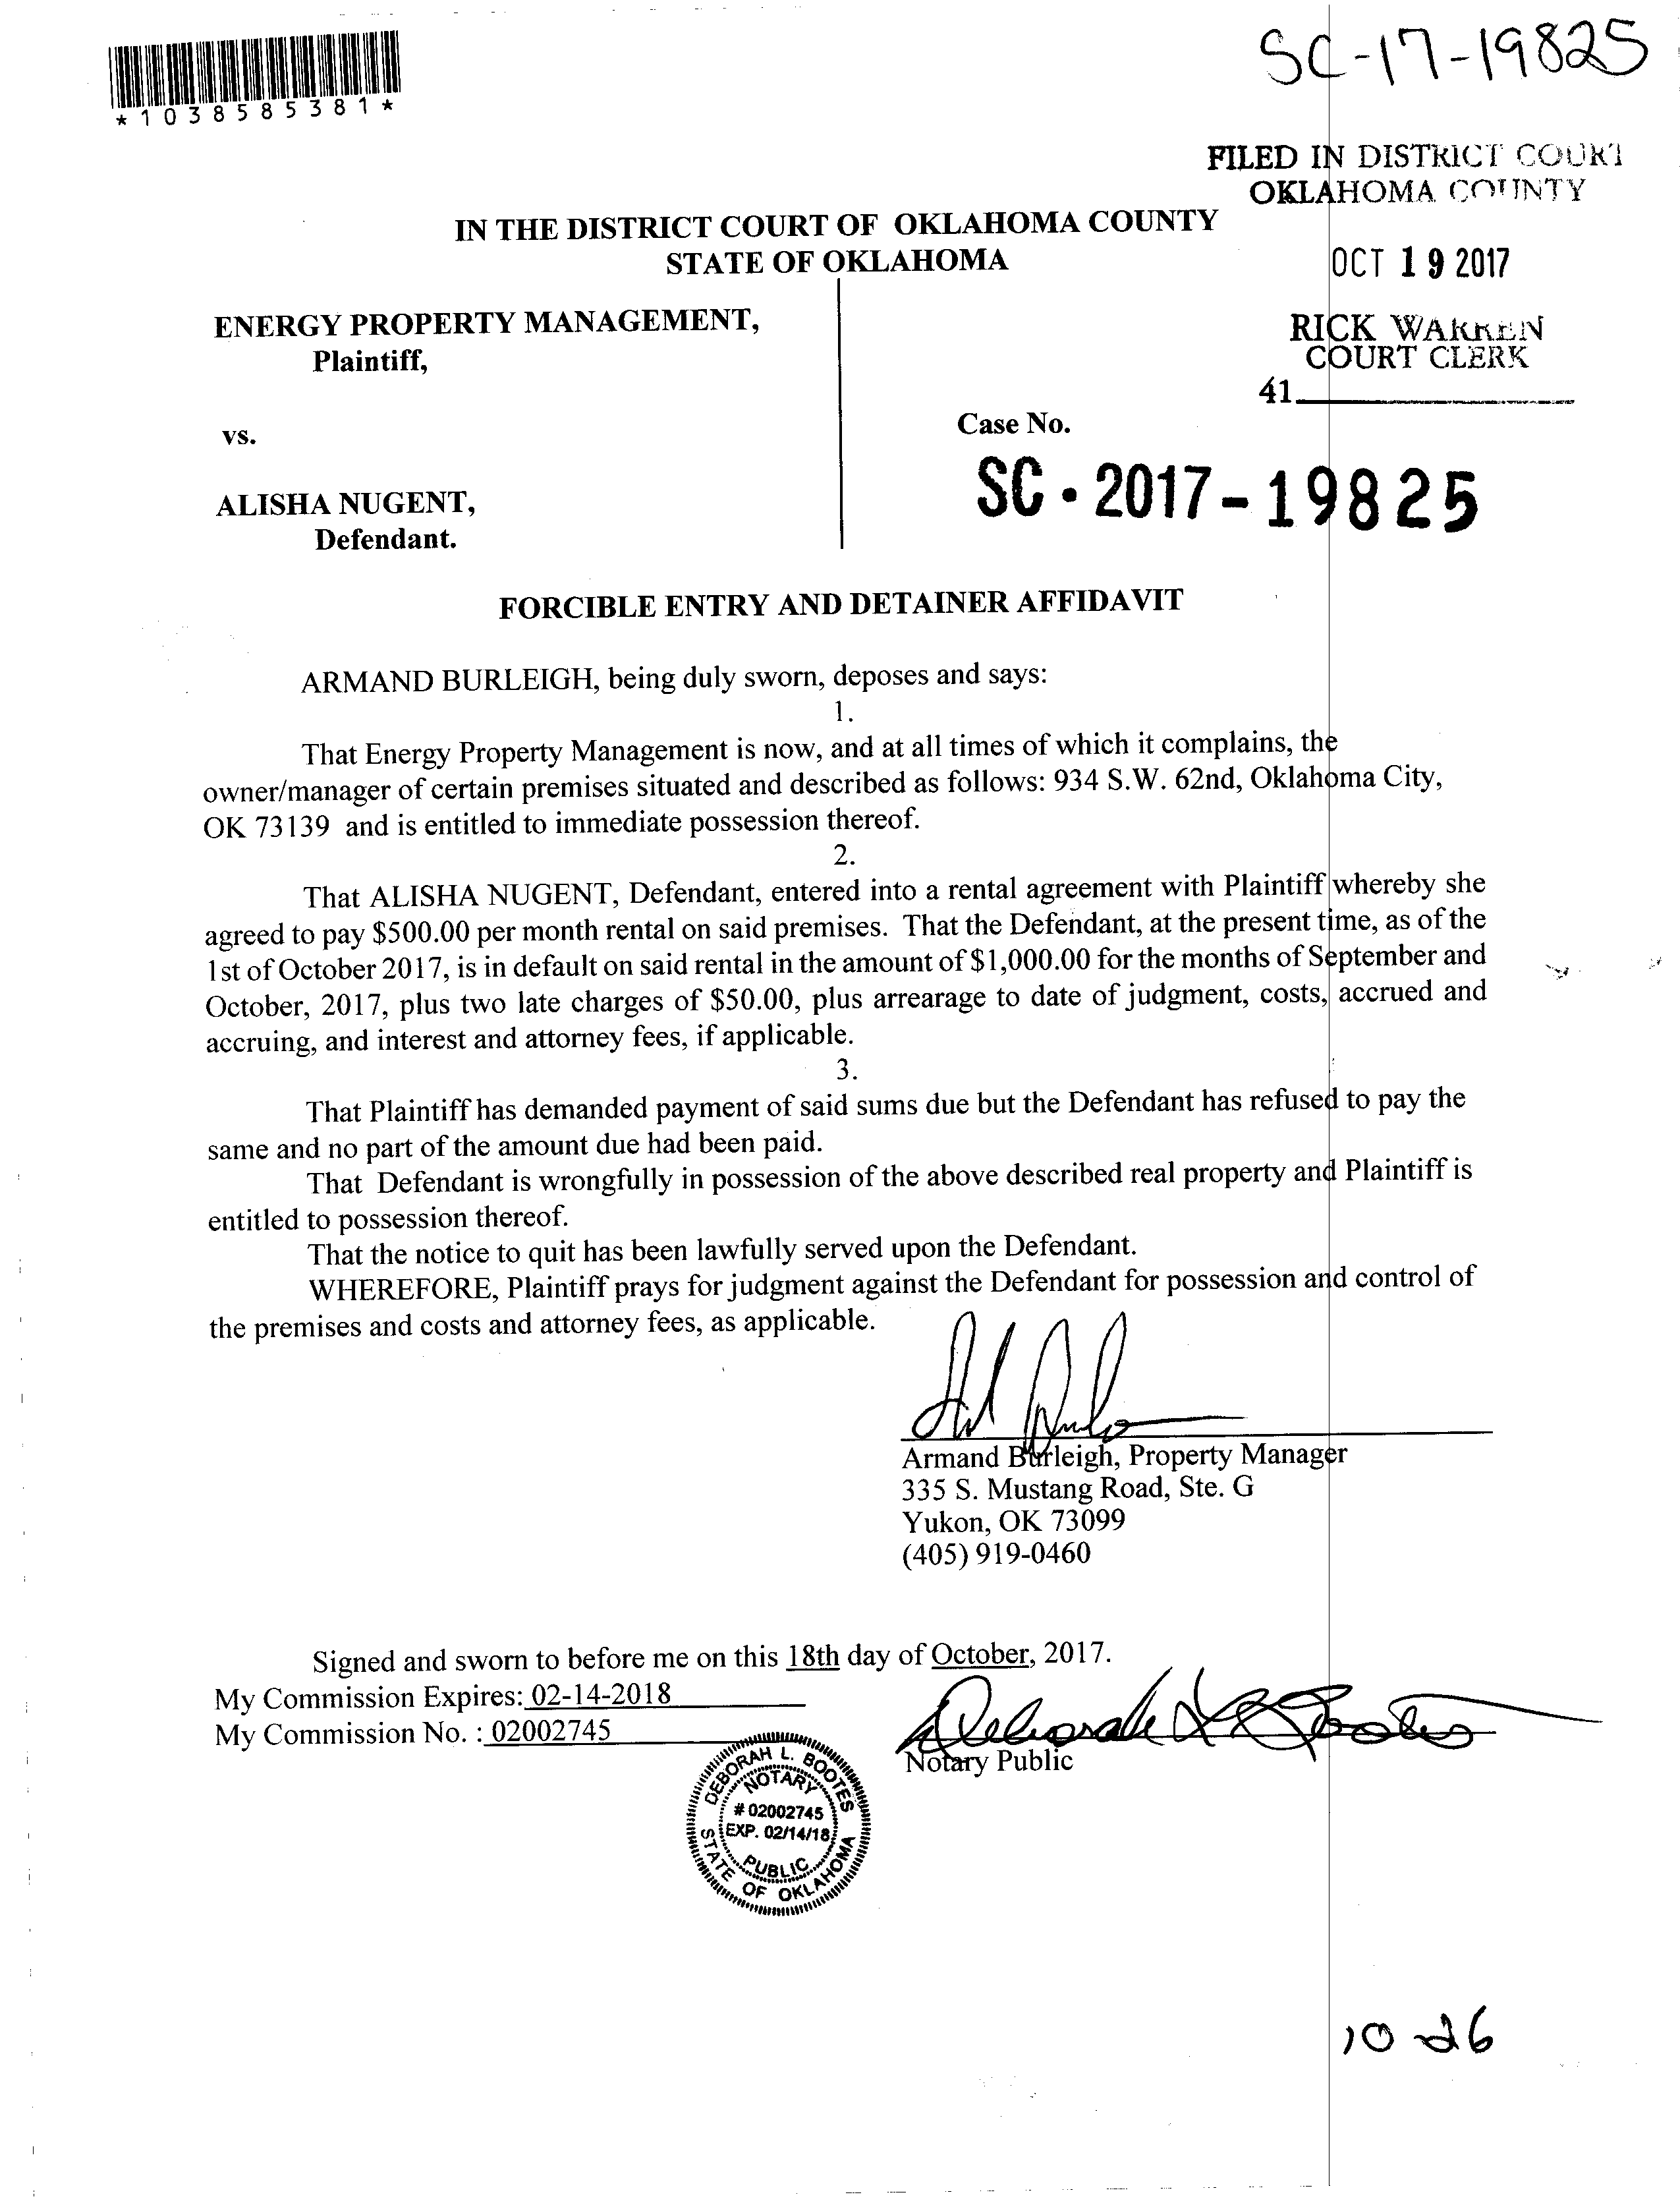 SC-17-19825
*1038585381*
FILED IN DISTRICT COURT
OKLAHOMA COUNTY
IN THE DISTRICT COURT OF OKLAHOMA COUNTY
STATE OF OKLAHOMA
OCT 19 2017
ENERGY PROPERTY MANAGEMENT,
Plaintiff,
RICK WARREN
COURT CLERK
41
vs.
Case No.
SC-2017-19825
ALISHA NUGENT,
Defendant.
FORCIBLE ENTRY AND DETAINER AFFIDAVIT
ARMAND BURLEIGH, being duly sworn, deposes and says:
1.
That Energy Property Management is now, and at all times of which it complains, the
owner/manager of certain premises situated and described as follows: 934 S.W. 62nd, Oklahoma City,
OK 73139 and is entitled to immediate possession thereof.
2.
That ALISHA NUGENT, Defendant, entered into a rental agreement with Plaintiff whereby she
agreed to pay $500.00 per month rental on said premises. That the Defendant, at the present time, as of the
1st of October 2017, is in default on said rental in the amount of $1,000.00 for the months of September and
October, 2017, plus two late charges of $50.00, plus arrearage to date of judgment, costs, accrued and
accruing, and interest and attorney fees, if applicable.
3.
That Plaintiff has demanded payment of said sums due but the Defendant has refused to pay the
same and no part of the amount due had been paid.
That Defendant is wrongfully in possession of the above described real property and Plaintiff is
entitled to possession thereof.
That the notice to quit has been lawfully served upon the Defendant.
WHEREFORE, Plaintiff prays for judgment against the Defendant for possession and control of
the premises and costs and attorney fees, as applicable.
Armand Burleigh, Property Manager
335 S. Mustang Road, Ste. G
Yukon, OK 73099
(405) 919-0460
Signed and sworn to before me on this 18th day of October, 2017.
My Commission Expires: 02-14-2018
My Commission No. : 02002745
Deborah L Bootes
Notary Public
DEBORAH L. BOOTES
NOTARY
# 02002745
EXP. 02/14/18
PUBLIC
STATE OF OKLAHOMA
10-26